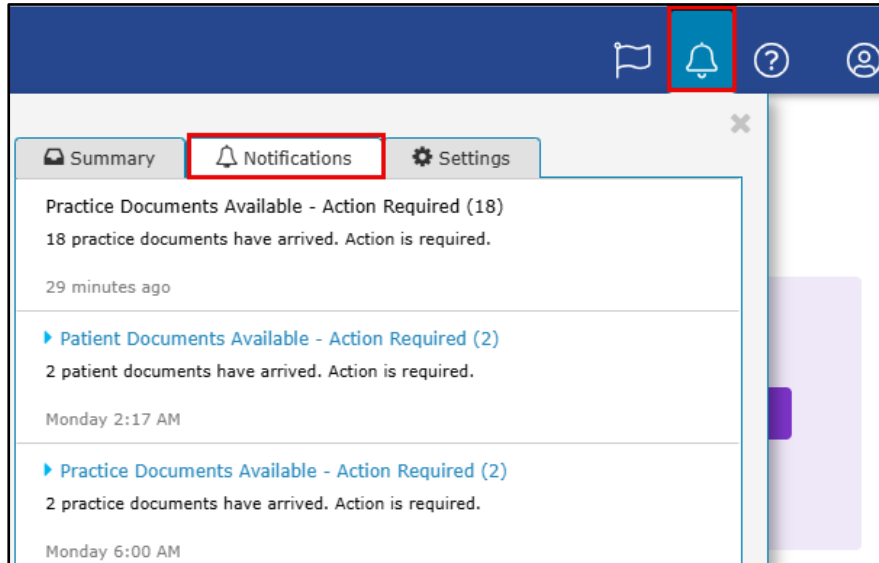 Summary
Notifications
Settings
Practice Documents Available - Action Required (18)
18 practice documents have arrived. Action is required.
29 minutes ago
Patient Documents Available - Action Required (2)
2 patient documents have arrived. Action is required.
Monday 2:17 AM
Practice Documents Available - Action Required (2)
2 practice documents have arrived. Action is required.
Monday 6:00 AM